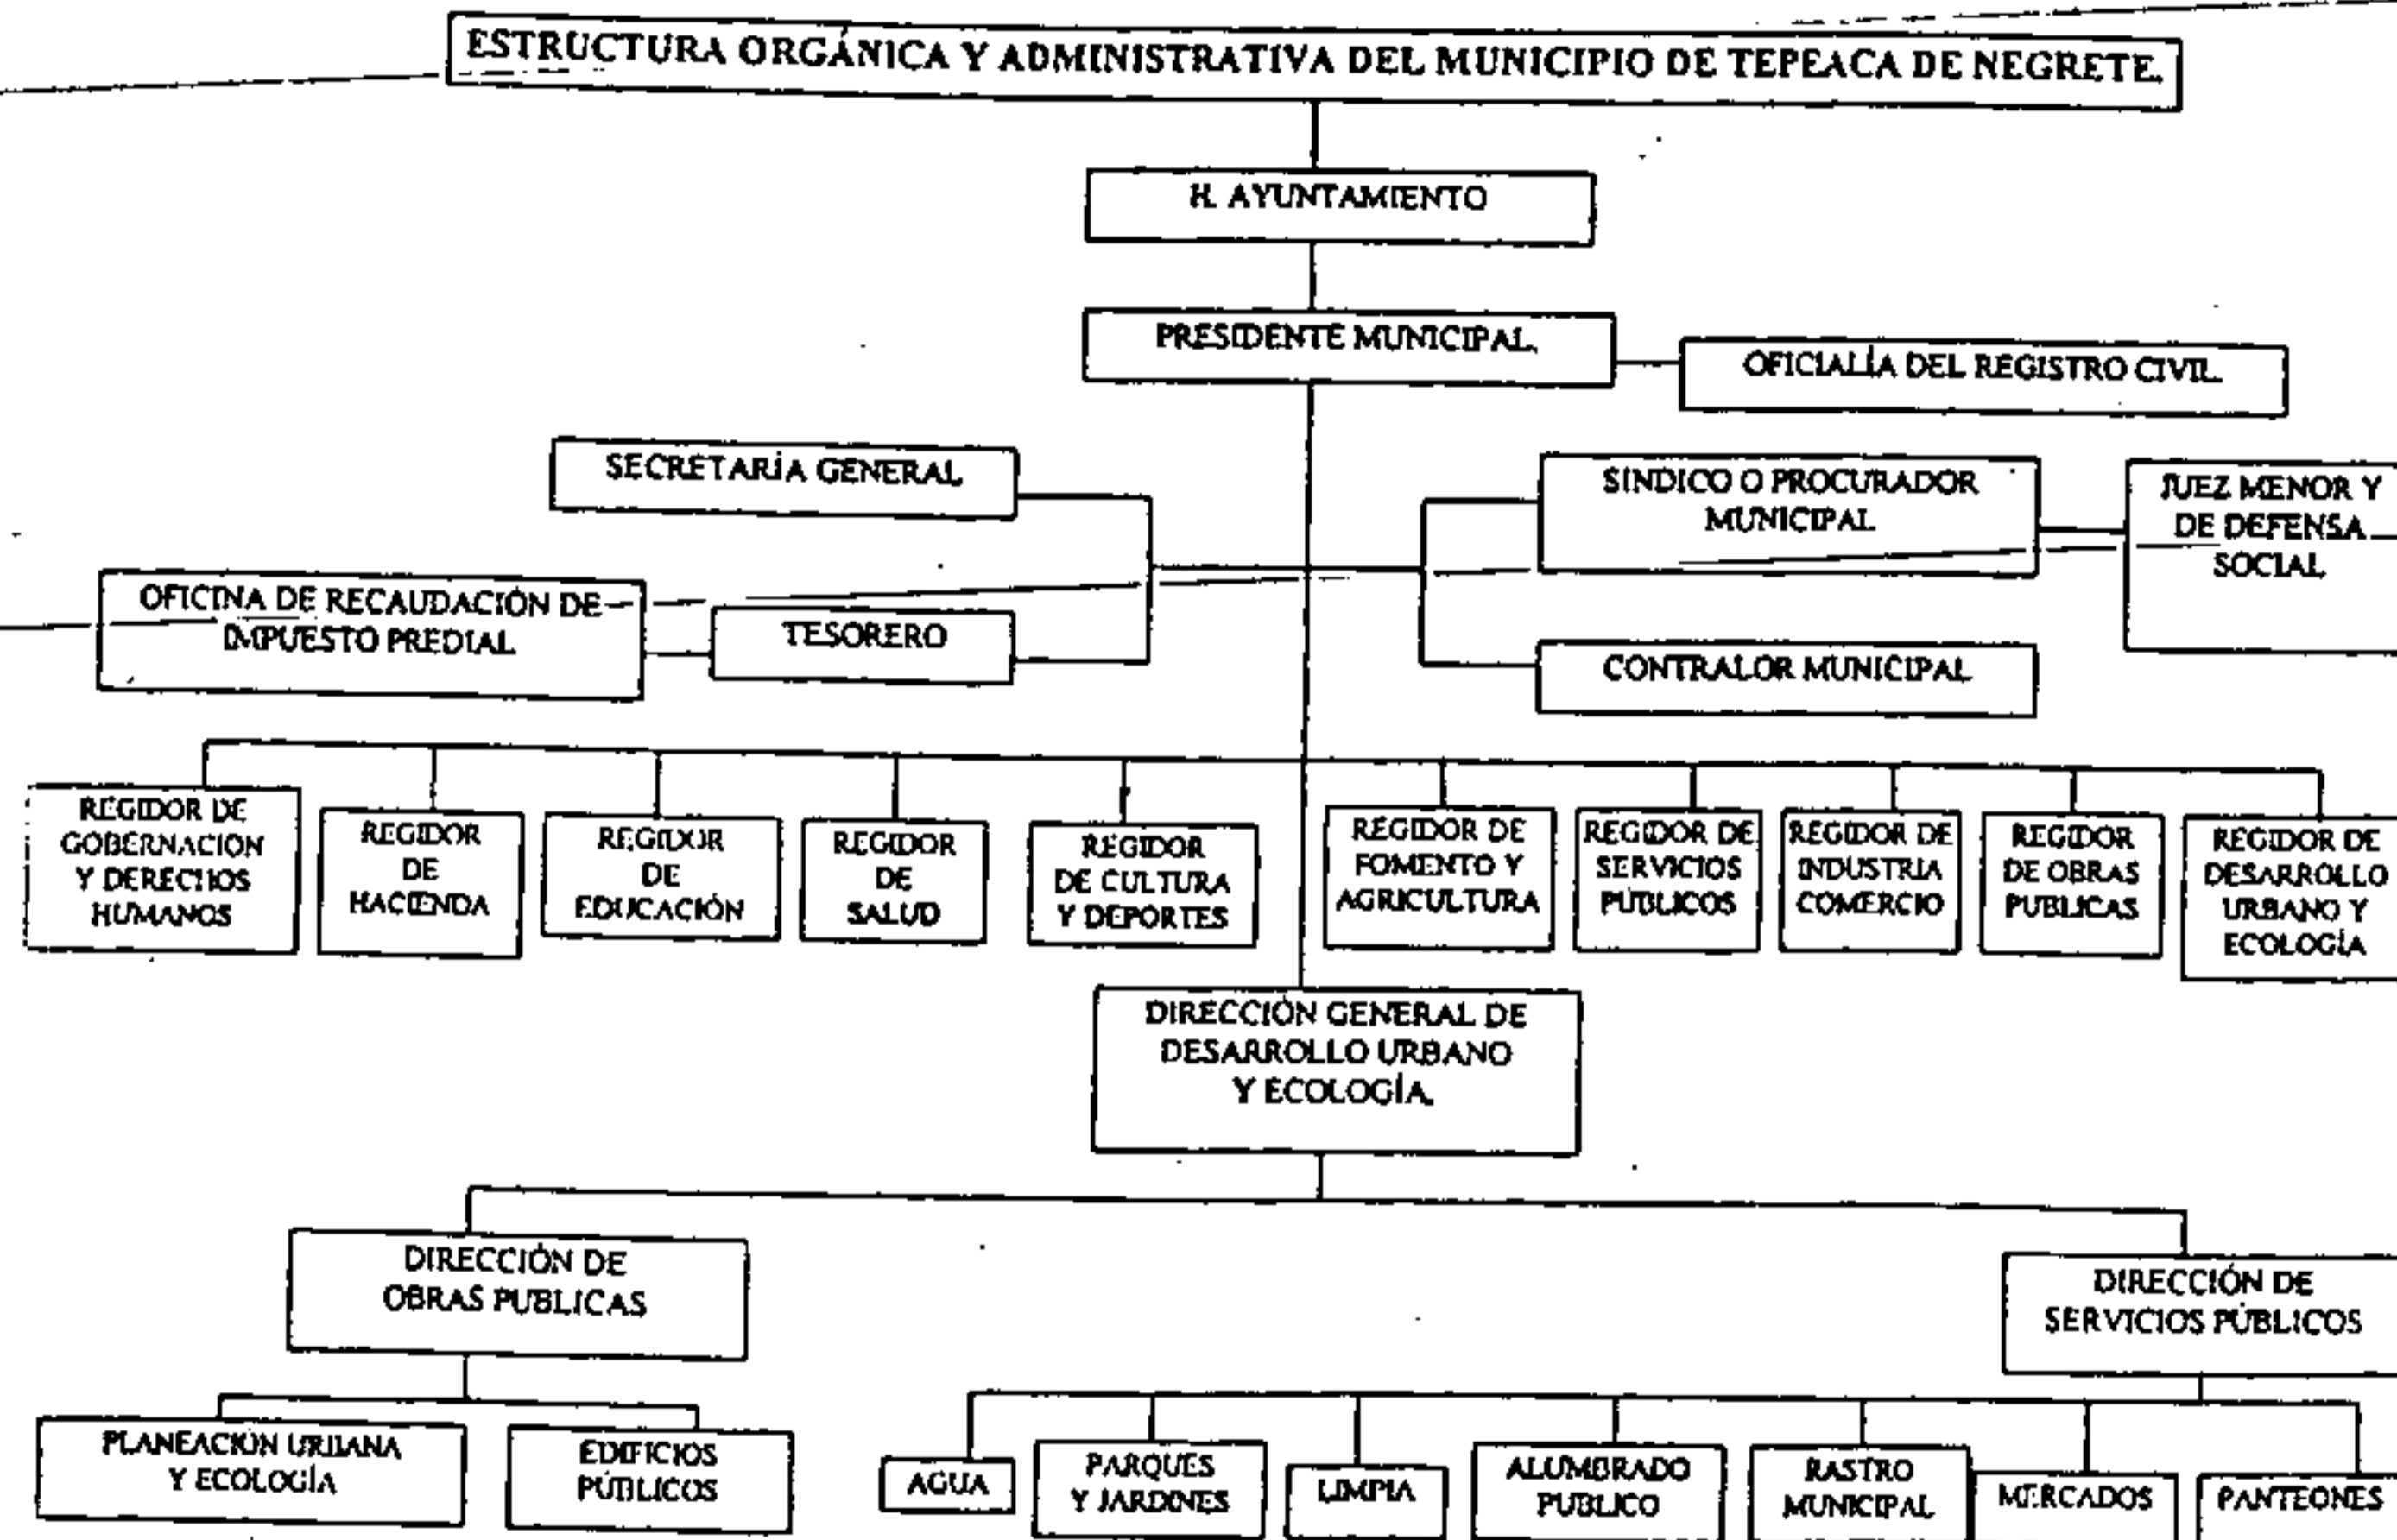 ESTRUCTURA ORGÁNICA Y ADMINISTRATIVA DEL MUNICIPIO DE TEPEACA DE NEGRETE.
H. AYUNTAMIENTO
PRESIDENTE MUNICIPAL.
OFICIALÍA DEL REGISTRO CIVIL.
SECRETARÍA GENERAL
SINDICO O PROCURADOR
MUNICIPAL
JUEZ MENOR Y
DE DEFENSA
SOCIAL
OFICINA DE RECAUDACIÓN DE
IMPUESTO PREDIAL
TESORERO
CONTRALOR MUNICIPAL
REGIDOR DE
GOBERNACIÓN
Y DERECHOS
HUMANOS
REGIDOR
DE
HACIENDA
REGIDOR
DE
EDUCACIÓN
REGIDOR
DE
SALUD
REGIDOR
DE CULTURA
Y DEPORTES
REGIDOR DE
FOMENTO Y
AGRICULTURA
REGIDOR DE
SERVICIOS
PÚBLICOS
REGIDOR DE
INDUSTRIA
COMERCIO
REGIDOR
DE OBRAS
PUBLICAS
REGIDOR DE
DESARROLLO
URBANO Y
ECOLOGÍA
DIRECCIÓN GENERAL DE
DESARROLLO URBANO
Y ECOLOGÍA.
DIRECCIÓN DE
OBRAS PUBLICAS
DIRECCIÓN DE
SERVICIOS PÚBLICOS
PLANEACIÓN URBANA
Y ECOLOGÍA
EDIFICIOS
PÚBLICOS
AGUA
PARQUES
Y JARDINES
LIMPIA
ALUMBRADO
PUBLICO
RASTRO
MUNICIPAL
MERCADOS
PANTEONES